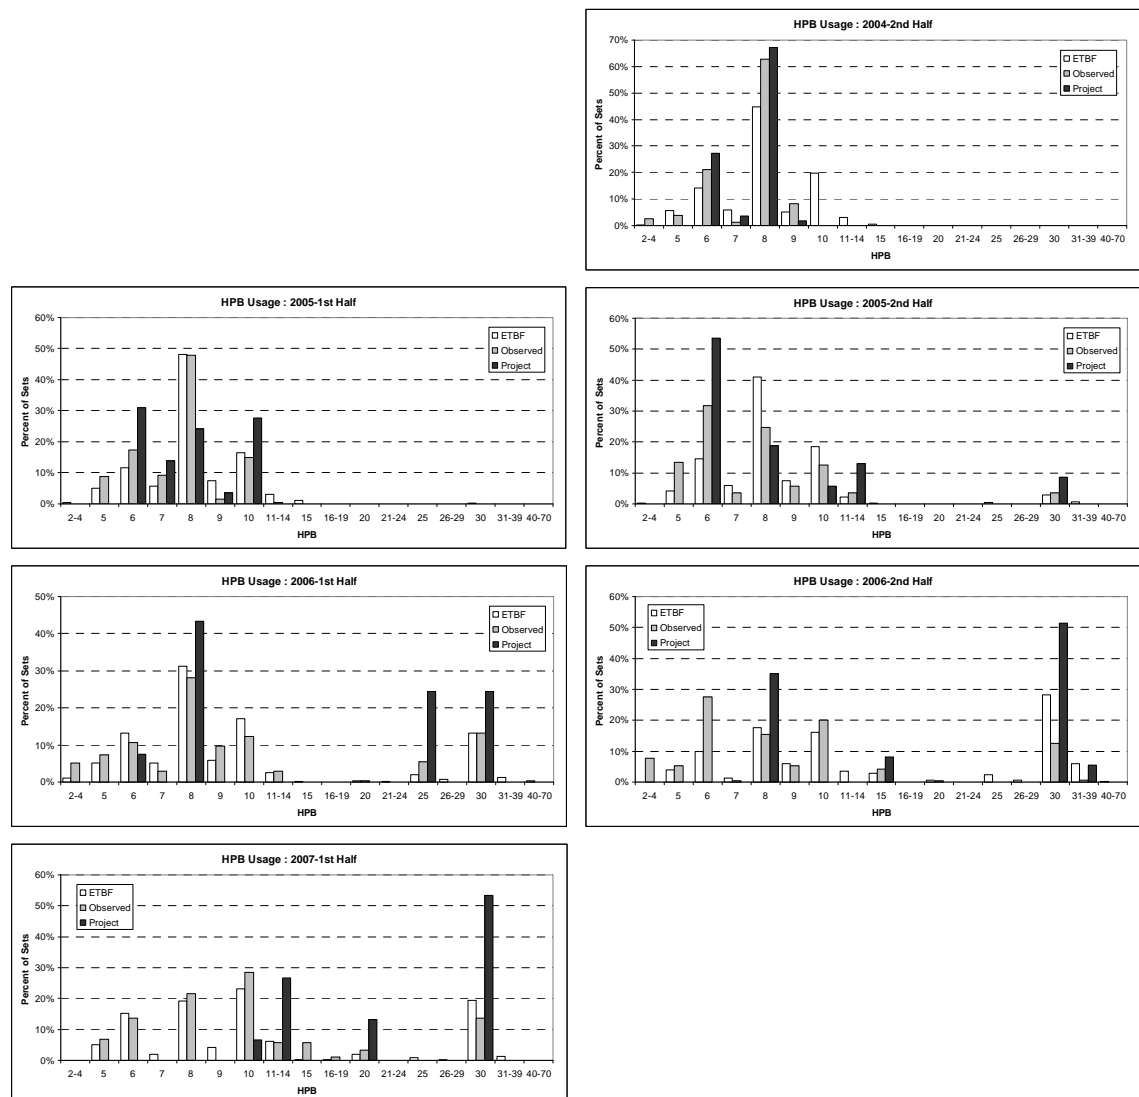 HPB Usage : 2004-2nd Half
70%
60%
50%
40%
30%
20%
10%
0%
Percent of Sets
ETBF
Observed
Project
2-4 5 6 7 8 9 10 11-14 15 16-19 20 21-24 25 26-29 30 31-39 40-70
HPB
HPB Usage : 2005-1st Half
60%
50%
40%
30%
20%
10%
0%
Percent of Sets
ETBF
Observed
Project
2-4 5 6 7 8 9 10 11-14 15 16-19 20 21-24 25 26-29 30 31-39 40-70
HPB
HPB Usage : 2005-2nd Half
60%
50%
40%
30%
20%
10%
0%
Percent of Sets
ETBF
Observed
Project
2-4 5 6 7 8 9 10 11-14 15 16-19 20 21-24 25 26-29 30 31-39 40-70
HPB
HPB Usage : 2006-1st Half
50%
40%
30%
20%
10%
0%
Percent of Sets
ETBF
Observed
Project
2-4 5 6 7 8 9 10 11-14 15 16-19 20 21-24 25 26-29 30 31-39 40-70
HPB
HPB Usage : 2006-2nd Half
60%
50%
40%
30%
20%
10%
0%
Percent of Sets
ETBF
Observed
Project
2-4 5 6 7 8 9 10 11-14 15 16-19 20 21-24 25 26-29 30 31-39 40-70
HPB
HPB Usage : 2007-1st Half
60%
50%
40%
30%
20%
10%
0%
Percent of Sets
ETBF
Observed
Project
2-4 5 6 7 8 9 10 11-14 15 16-19 20 21-24 25 26-29 30 31-39 40-70
HPB